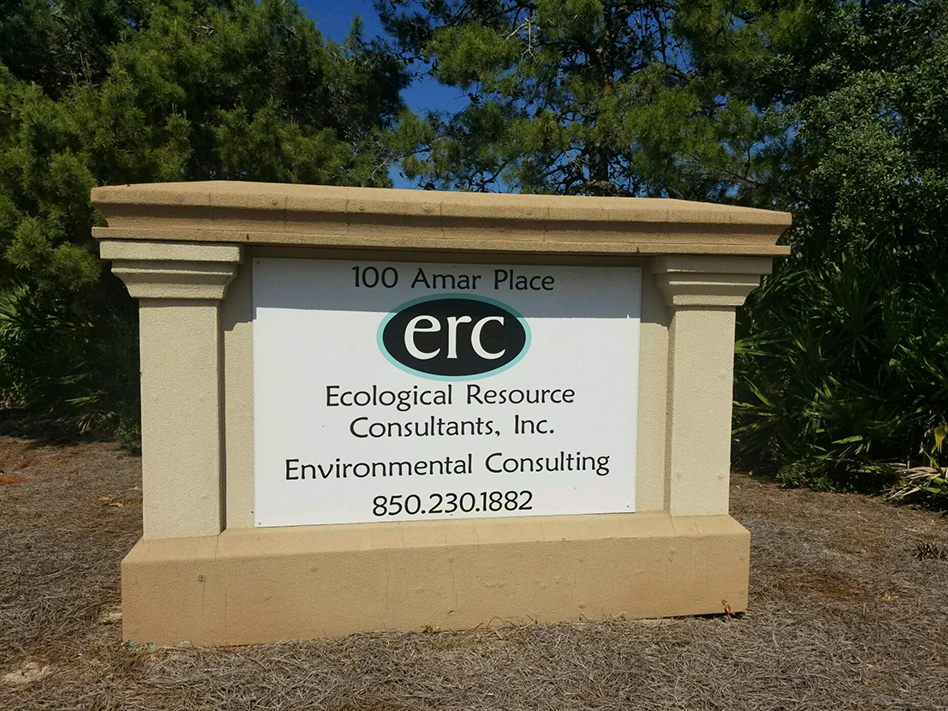 100 Amar Place
erc
Ecological Resource
Consultants, Inc.
Environmental Consulting
850.230.1882